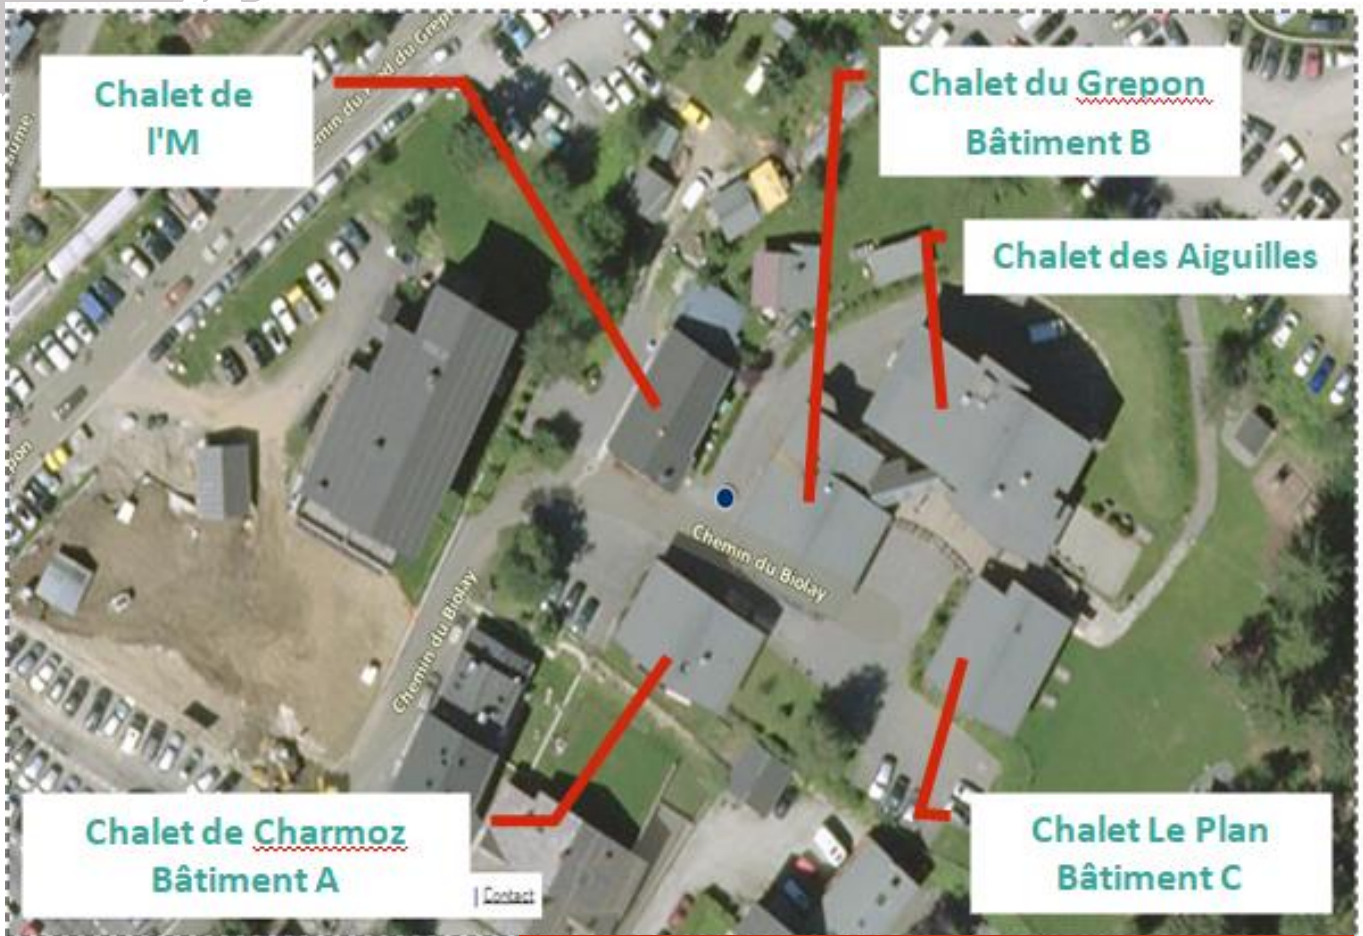 Chalet de
l'M
Chalet du Grepon
Bâtiment B
Chalet des Aiguilles
Chemin du Biolay
Chemin du Biolay
Chalet de Charmoz
Bâtiment A
| Contact
Chalet Le Plan
Bâtiment C